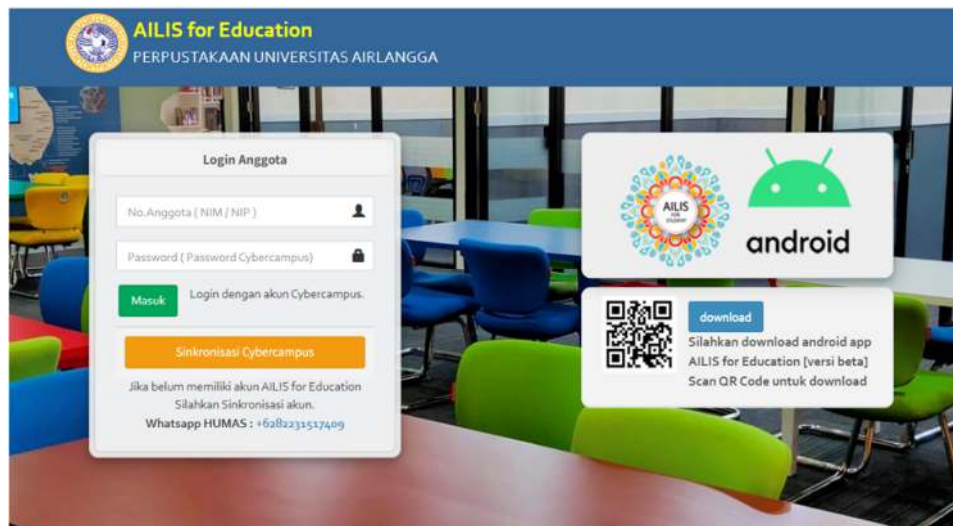 AILIS for Education
PERPUSTAKAAN UNIVERSITAS AIRLANGGA
Login Anggota
No.Anggota ( NIM / NIP )
Password ( Password Cybercampus)
Masuk
Login dengan akun Cybercampus.
Sinkronisasi Cybercampus
Jika belum memiliki akun AILIS for Education
Silahkan Sinkronisasi akun.
Whatsapp HUMAS : +6282231517409
AILIS
FOR
STUDENT
android
download
Silahkan download android app
AILIS for Education [versi beta]
Scan QR Code untuk download